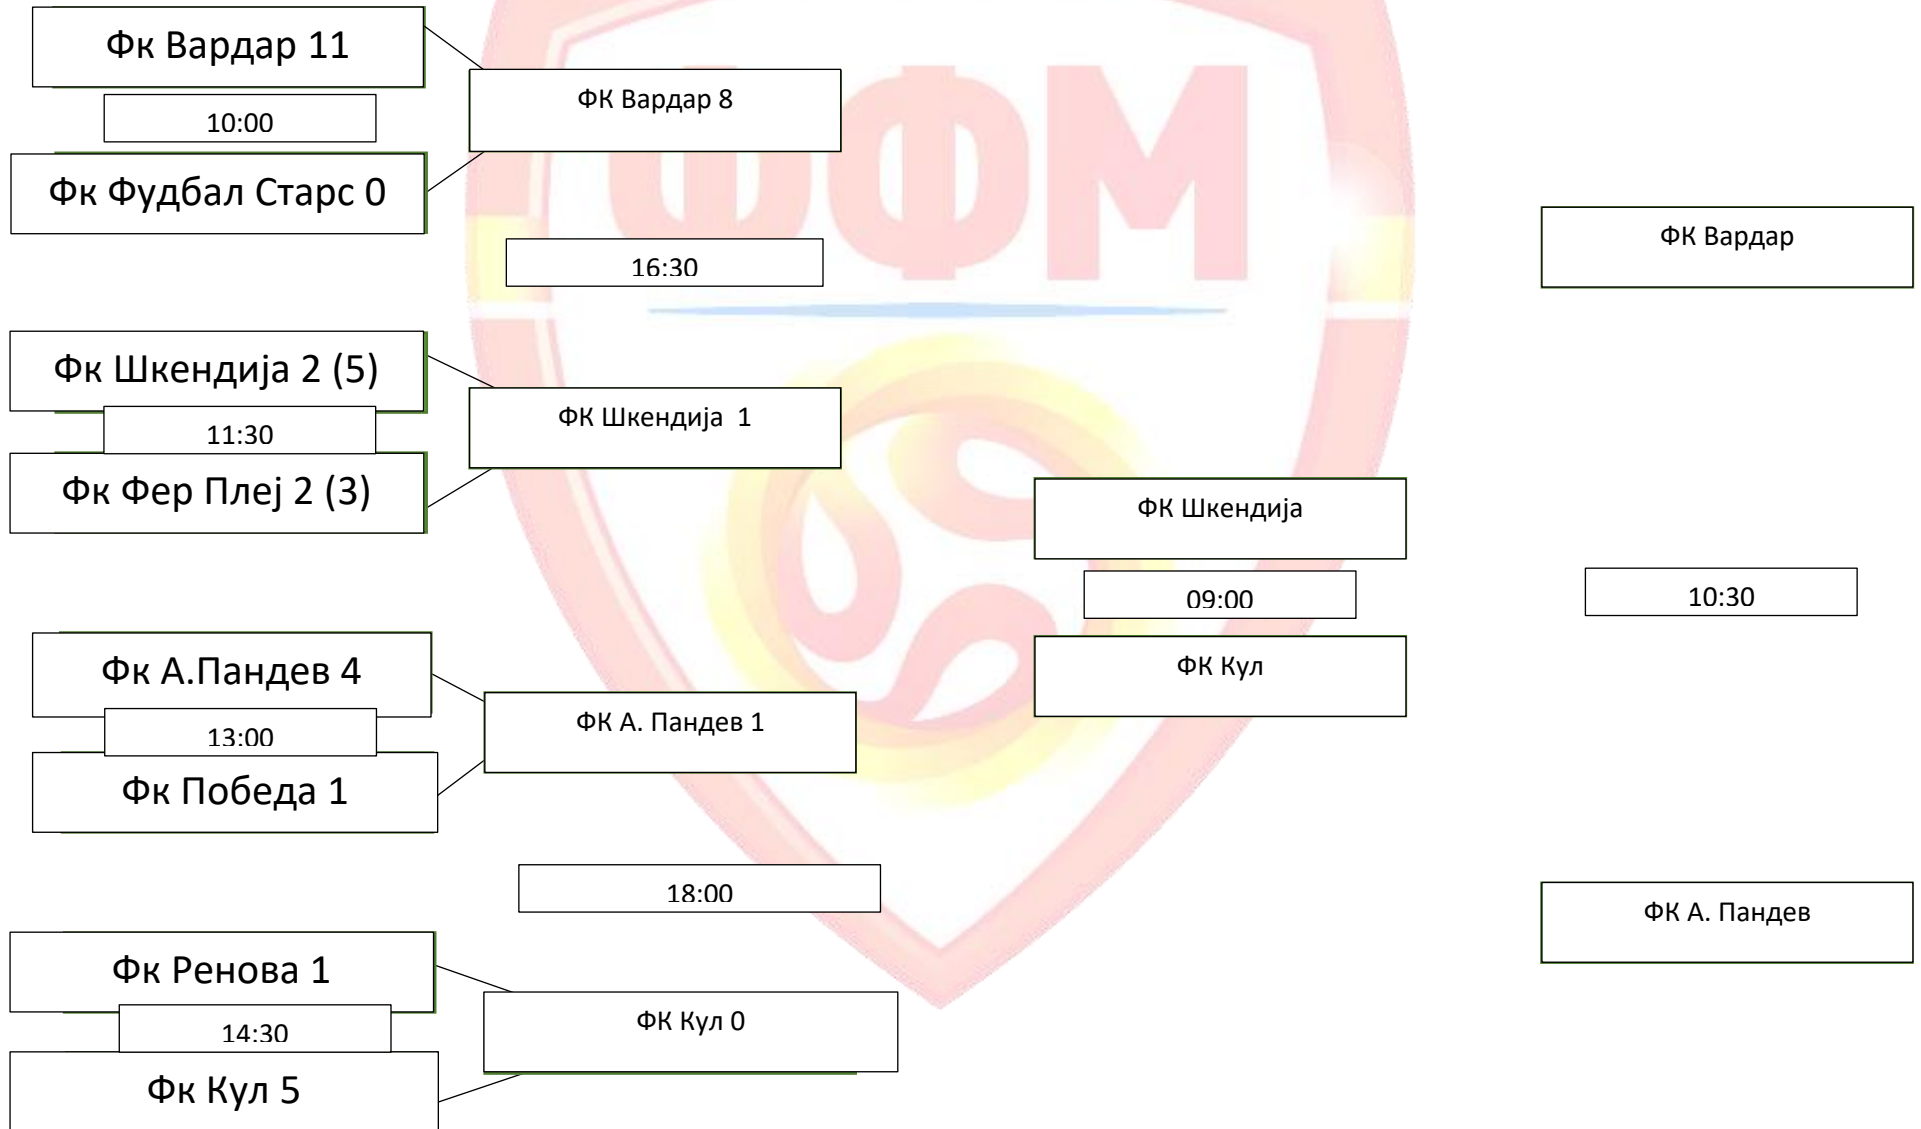 Фк Вардар 11
10:00
Фк Фудбал Старс 0
ФК Вардар 8
16:30
Фк Шкендија 2 (5)
11:30
Фк Фер Плеј 2 (3)
ФК Шкендија 1
Фк А.Пандев 4
13:00
Фк Победа 1
ФК А. Пандев 1
18:00
Фк Ренова 1
14:30
Фк Кул 5
ФК Кул 0
ФФМ
ФК Шкендија
09:00
ФК Кул
ФК Вардар
10:30
ФК А. Пандев